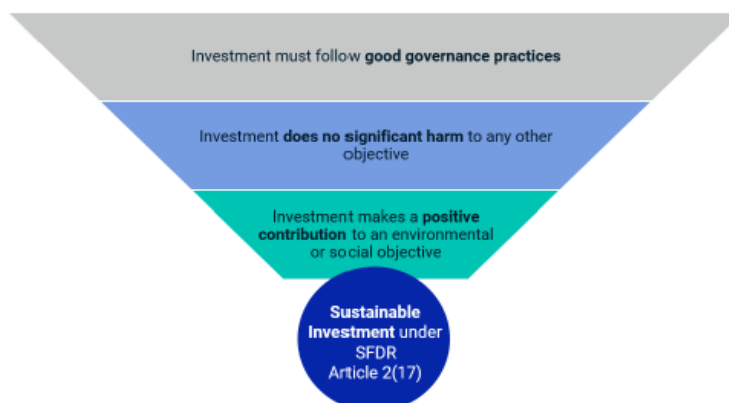 Investment must follow good governance practices
Investment does no significant harm to any other
objective
Investment makes a positive
contribution to an environmental
or social objective
Sustainable
Investment under
SFDR
Article 2(17)